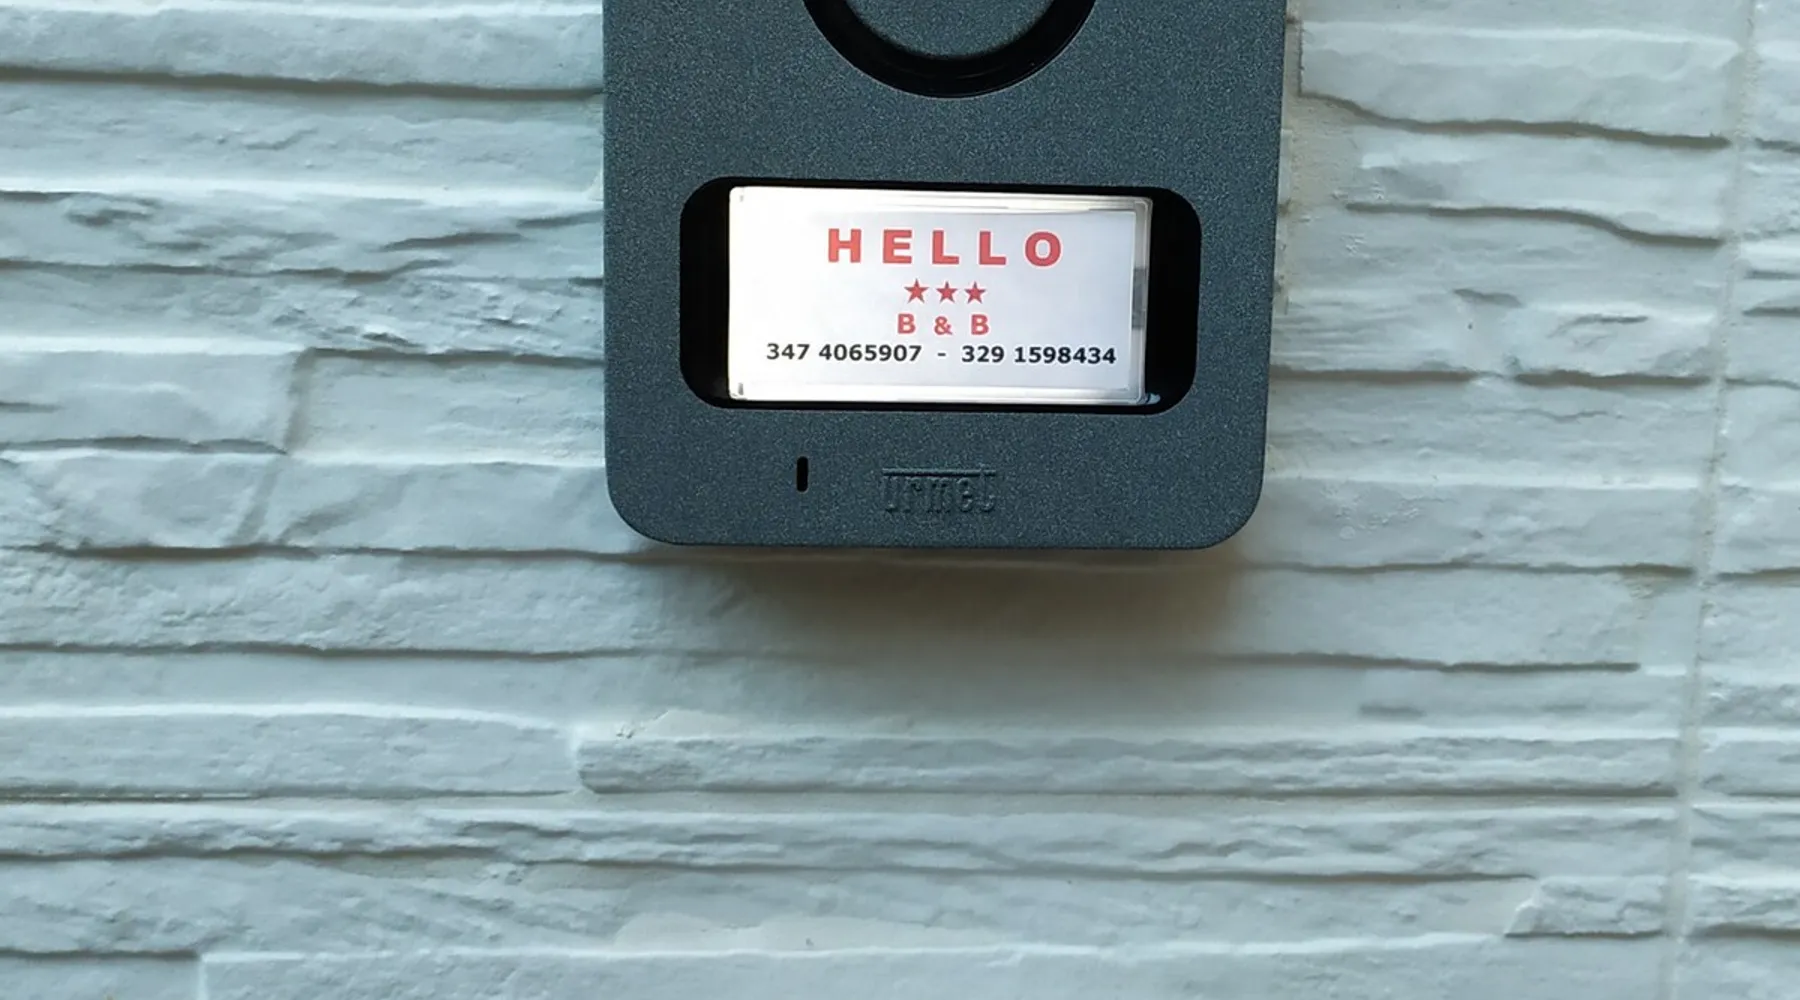 HELLO
★★★
B & B
347 4065907 - 329 1598434
urmet